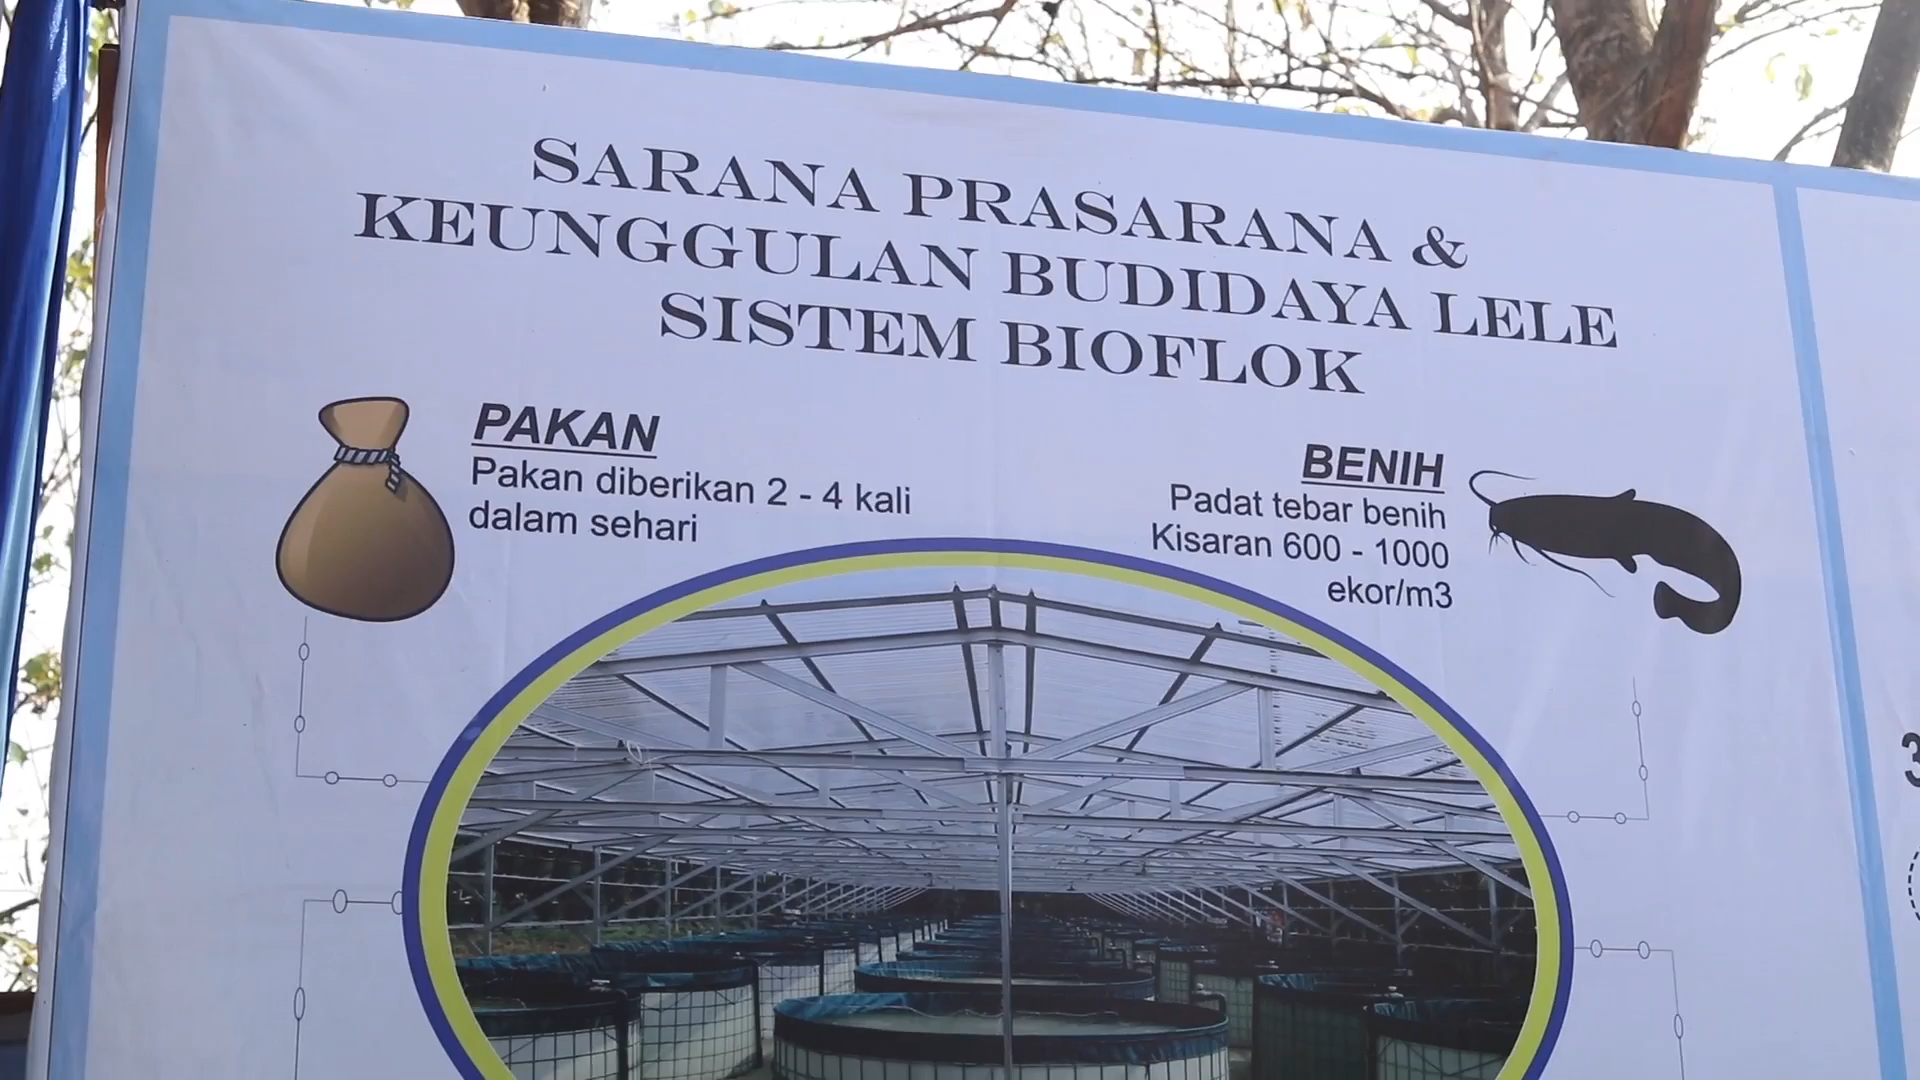 SARANA PRASARANA &
KEUNGGULAN BUDIDAYA LELE
SISTEM BIOFLOK
PAKAN
Pakan diberikan 2 - 4 kali
dalam sehari
BENIH
Padat tebar benih
Kisaran 600 - 1000
ekor/m3